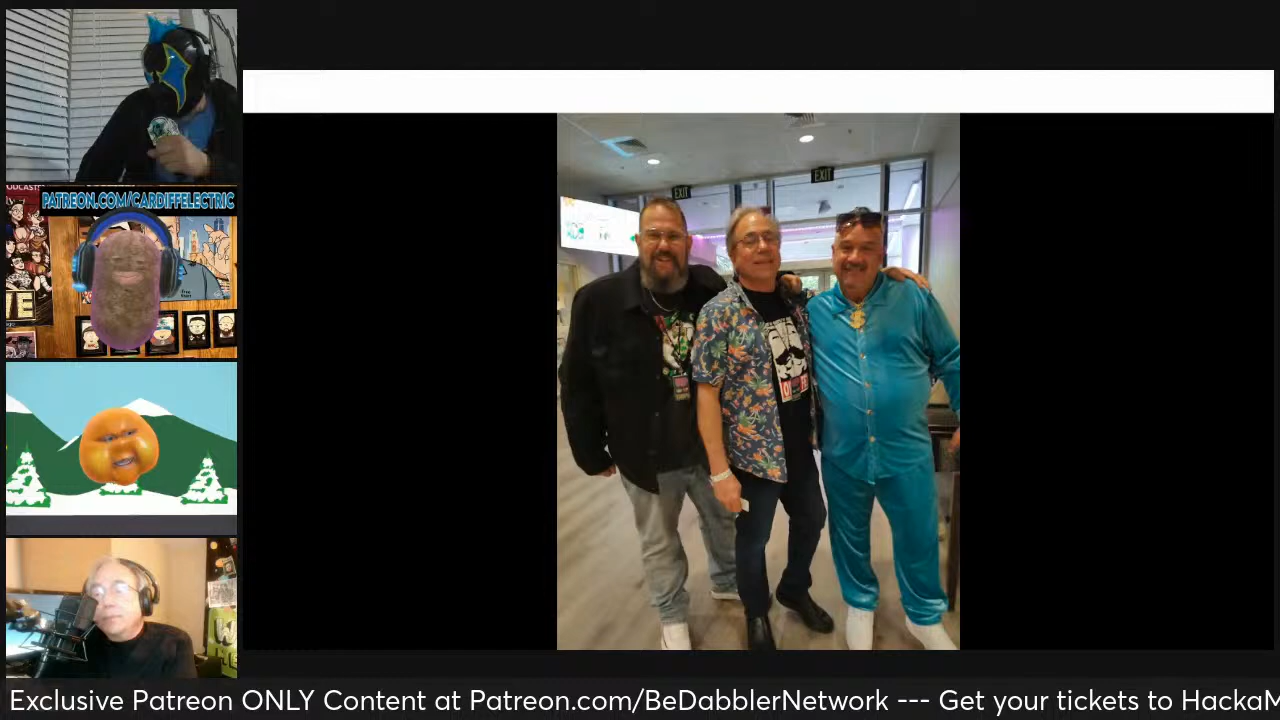 PATREON.COM/CARDIFFELECTRIC
EXIT
EXIT
Exclusive Patreon ONLY Content at Patreon.com/BeDabblerNetwork --- Get your tickets to HackaM